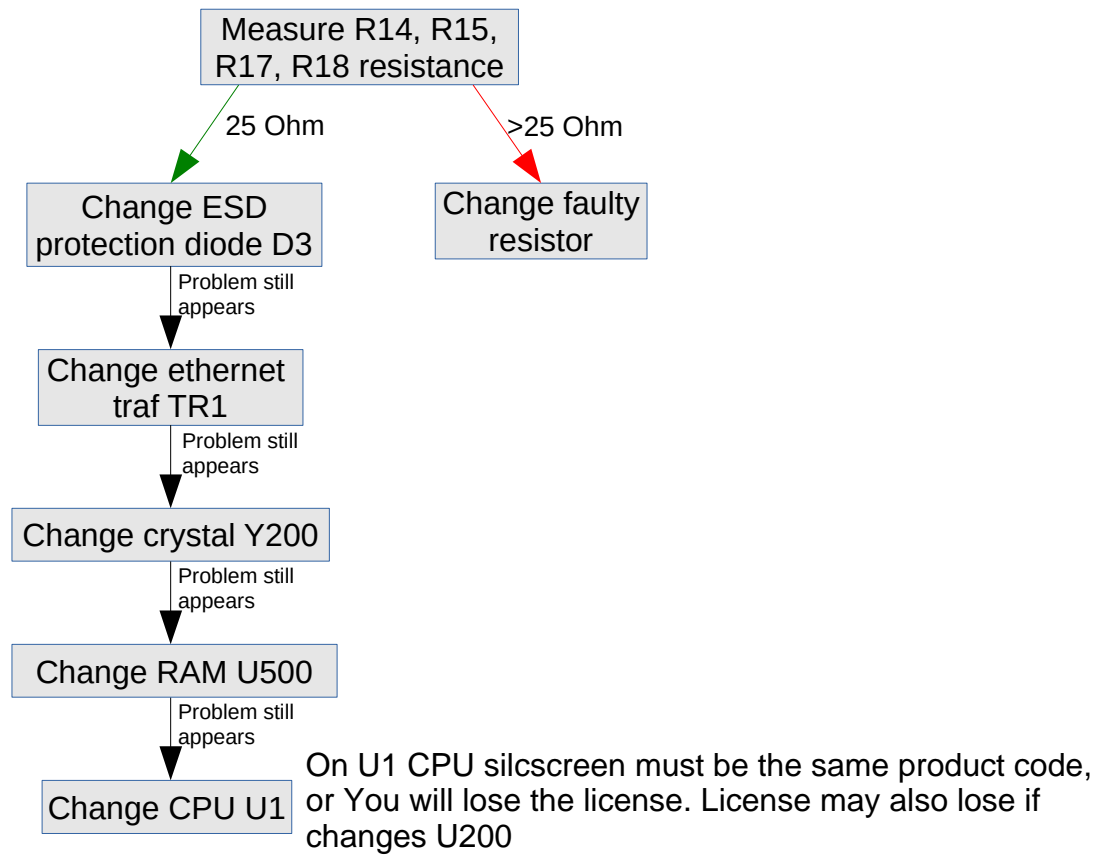 Measure R14, R15,
R17, R18 resistance
25 Ohm
>25 Ohm
Change ESD
protection diode D3
Change faulty
resistor
Problem still
appears
Change ethernet
traf TR1
Problem still
appears
Change crystal Y200
Problem still
appears
Change RAM U500
Problem still
appears
Change CPU U1
On U1 CPU silcscreen must be the same product code,
or You will lose the license. License may also lose if
changes U200